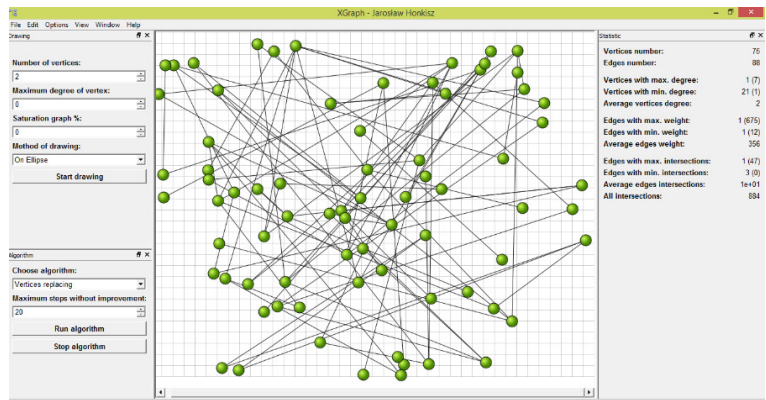 XGraph - Jarosław Honkisz
File Edit Options View Window Help
Drawing
Number of vertices:
2
Maximum degree of vertex:
0
Saturation graph %:
0
Method of drawing:
On Ellipse
Start drawing
Algorithm
Choose algorithm:
Vertices replacing
Maximum steps without improvement:
20
Run algorithm
Stop algorithm
Statistic
Vertices number: 75
Edges number: 88
Vertices with max. degree: 1 (7)
Vertices with min. degree: 21 (1)
Average vertices degree: 2
Edges with max. weight: 1 (675)
Edges with min. weight: 1 (12)
Average edges weight: 356
Edges with max. intersections: 1 (47)
Edges with min. intersections: 3 (0)
Average edges intersections: 1e+01
All intersections: 884